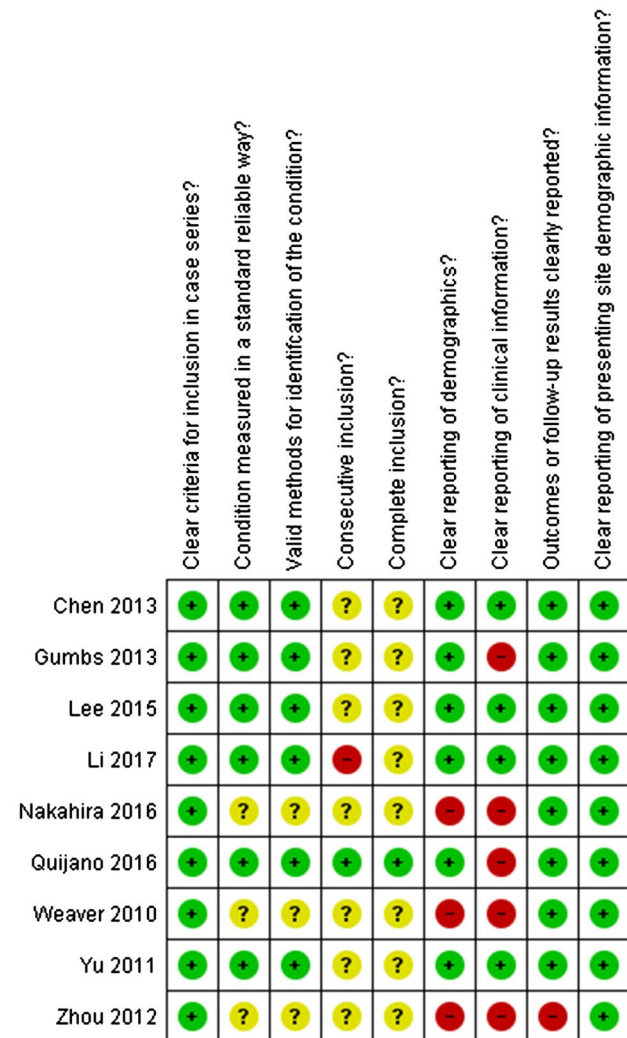 Clear criteria for inclusion in case series?
Condition measured in a standard reliable way?
Valid methods for identifcation of the condition?
Consecutive inclusion?
Complete inclusion?
Clear reporting of demographics?
Clear reporting of clinical information?
Outcomes or follow-up results clearly reported?
Clear reporting of presenting site demographic information?
Chen 2013 + + + ? ? + + + +
Gumbs 2013 + + + ? ? + - + +
Lee 2015 + + + ? ? + + + +
Li 2017 + + + - ? + + + +
Nakahira 2016 + ? ? ? ? - - + +
Quijano 2016 + + + + + + - + +
Weaver 2010 + ? ? ? ? - - + +
Yu 2011 + + + ? ? + + + +
Zhou 2012 + ? ? ? ? - - - +